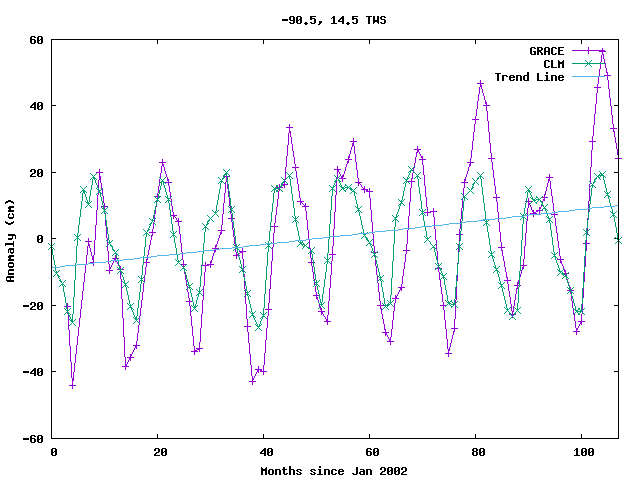 -90.5, 14.5 TWS
GRACE
CLM
Trend Line
60
40
20
0
-20
-40
-60
Anomaly (cm)
0 20 40 60 80 100
Months since Jan 2002